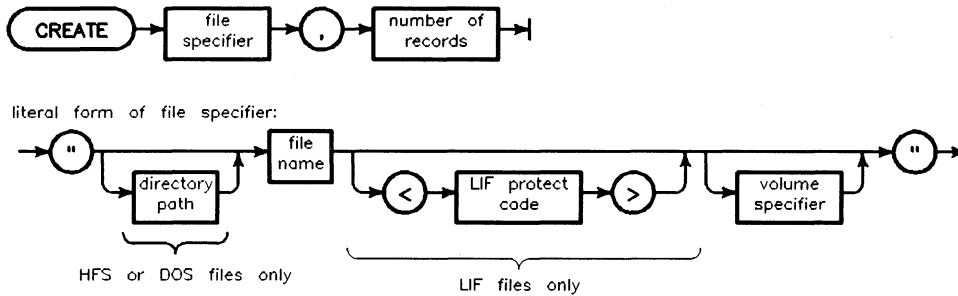 CREATE file specifier , number of records
literal form of file specifier:
" directory path file name < LIF protect code > volume specifier "
HFS or DOS files only
LIF files only